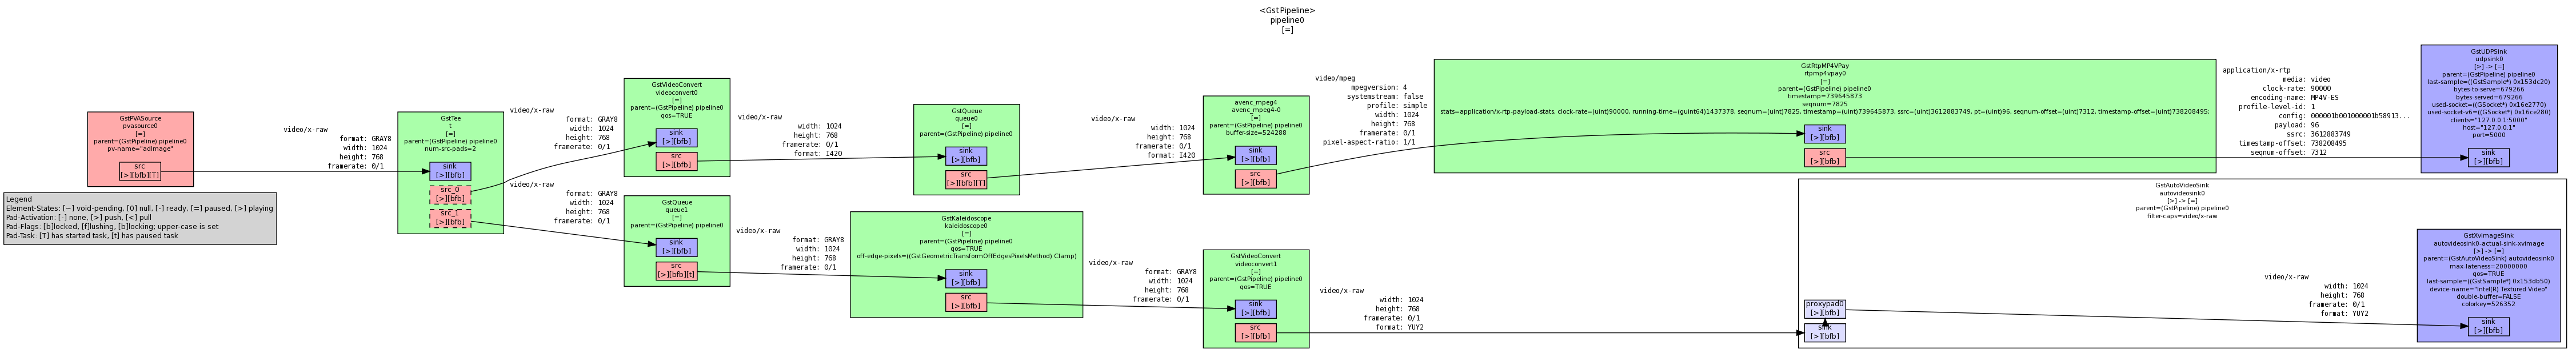 <GstPipeline>
pipeline0
[=]
GstPVASource
pvasource0
[=]
parent=(GstPipeline) pipeline0
pv-name="adImage"
src
[>][bfb][T]
Legend
Element-States: [~] void-pending, [0] null, [-] ready, [=] paused, [>] playing
Pad-Activation: [-] none, [>] push, [<] pull
Pad-Flags: [b]locked, [f]lushing, [b]locking; upper-case is set
Pad-Task: [T] has started task, [t] has paused task
video/x-raw
format: GRAY8
width: 1024
height: 768
framerate: 0/1
GstTee
t
[=]
parent=(GstPipeline) pipeline0
num-src-pads=2
sink
[>][bfb]
src_0
[>][bfb]
src_1
[>][bfb]
video/x-raw
format: GRAY8
width: 1024
height: 768
framerate: 0/1
video/x-raw
format: GRAY8
width: 1024
height: 768
framerate: 0/1
GstVideoConvert
videoconvert0
[=]
parent=(GstPipeline) pipeline0
qos=TRUE
sink
[>][bfb]
src
[>][bfb]
GstQueue
queue1
[=]
parent=(GstPipeline) pipeline0
sink
[>][bfb]
src
[>][bfb][t]
video/x-raw
width: 1024
height: 768
framerate: 0/1
format: I420
video/x-raw
format: GRAY8
width: 1024
height: 768
framerate: 0/1
GstQueue
queue0
[=]
parent=(GstPipeline) pipeline0
sink
[>][bfb]
src
[>][bfb][T]
GstKaleidoscope
kaleidoscope0
[=]
parent=(GstPipeline) pipeline0
qos=TRUE
off-edge-pixels=((GstGeometricTransformOffEdgesPixelsMethod) Clamp)
sink
[>][bfb]
src
[>][bfb]
video/x-raw
width: 1024
height: 768
framerate: 0/1
format: I420
video/x-raw
format: GRAY8
width: 1024
height: 768
framerate: 0/1
avenc_mpeg4
avenc_mpeg4-0
[=]
parent=(GstPipeline) pipeline0
buffer-size=524288
sink
[>][bfb]
src
[>][bfb]
GstVideoConvert
videoconvert1
[=]
parent=(GstPipeline) pipeline0
qos=TRUE
sink
[>][bfb]
src
[>][bfb]
video/mpeg
mpegversion: 4
systemstream: false
profile: simple
width: 1024
height: 768
framerate: 0/1
pixel-aspect-ratio: 1/1
video/x-raw
width: 1024
height: 768
framerate: 0/1
format: YUY2
GstRtpMP4VPay
rtpmp4vpay0
[=]
parent=(GstPipeline) pipeline0
timestamp=739645873
seqnum=7825
stats=application/x-rtp-payload-stats, clock-rate=(uint)90000, running-time=(guint64)1437378, seqnum=(uint)7825, timestamp=(uint)739645873, ssrc=(uint)3612883749, pt=(uint)96, seqnum-offset=(uint)7312, timestamp-offset=(uint)738208495;
sink
[>][bfb]
src
[>][bfb]
application/x-rtp
media: video
clock-rate: 90000
encoding-name: MP4V-ES
profile-level-id: 1
config: 000001b001000001b58913...
payload: 96
ssrc: 3612883749
timestamp-offset: 738208495
seqnum-offset: 7312
GstUDPSink
udpsink0
[>] -> [=]
parent=(GstPipeline) pipeline0
last-sample=((GstSample*) 0x153dc20)
bytes-to-serve=679266
bytes-served=679266
used-socket=((GSocket*) 0x16e2770)
used-socket-v6=((GSocket*) 0x16ce280)
clients="127.0.0.1:5000"
host="127.0.0.1"
port=5000
sink
[>][bfb]
GstAutoVideoSink
autovideosink0
[>] -> [=]
parent=(GstPipeline) pipeline0
filter-caps=video/x-raw
proxypad0
[>][bfb]
sink
[>][bfb]
video/x-raw
width: 1024
height: 768
framerate: 0/1
format: YUY2
GstXvImageSink
autovideosink0-actual-sink-xvimage
[>] -> [=]
parent=(GstAutoVideoSink) autovideosink0
max-lateness=20000000
qos=TRUE
last-sample=((GstSample*) 0x153db50)
device-name="Intel(R) Textured Video"
double-buffer=FALSE
colorkey=526352
sink
[>][bfb]